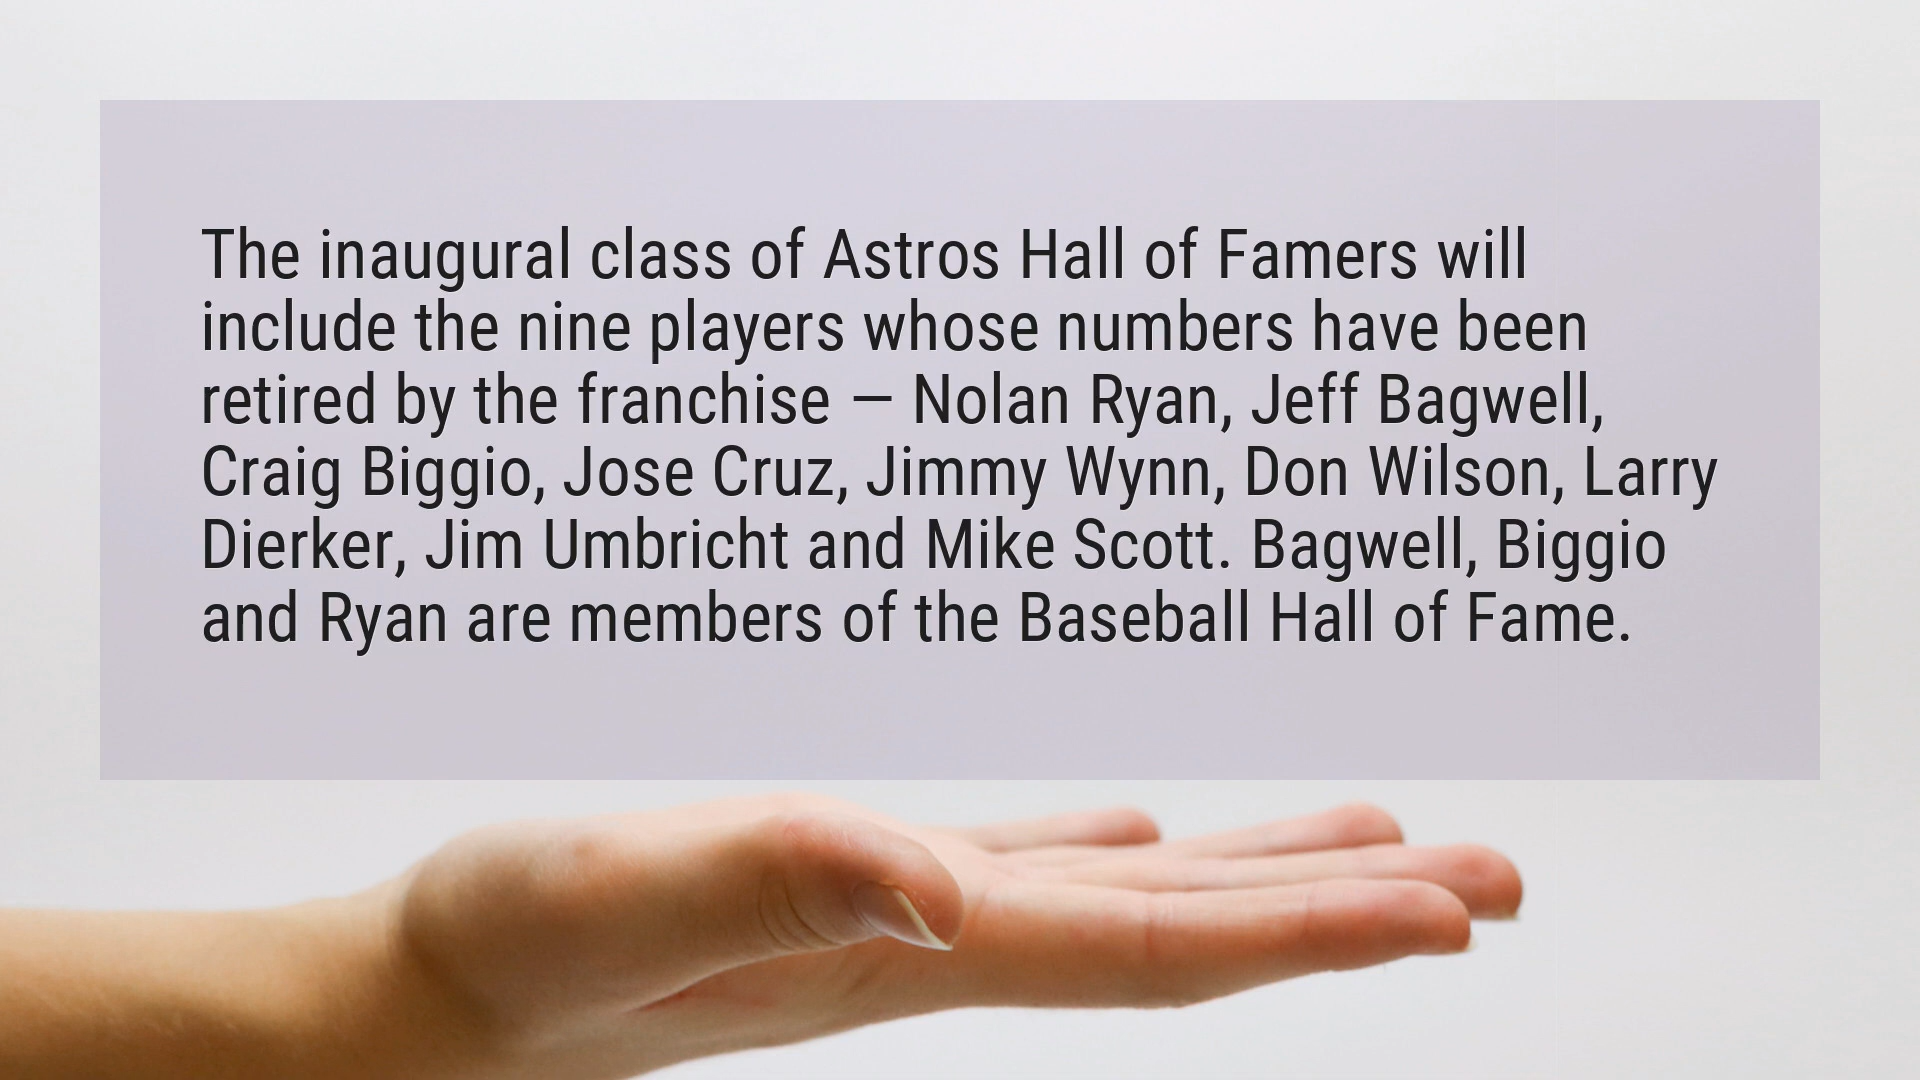 The inaugural class of Astros Hall of Famers will
include the nine players whose numbers have been
retired by the franchise — Nolan Ryan, Jeff Bagwell,
Craig Biggio, Jose Cruz, Jimmy Wynn, Don Wilson, Larry
Dierker, Jim Umbricht and Mike Scott. Bagwell, Biggio
and Ryan are members of the Baseball Hall of Fame.